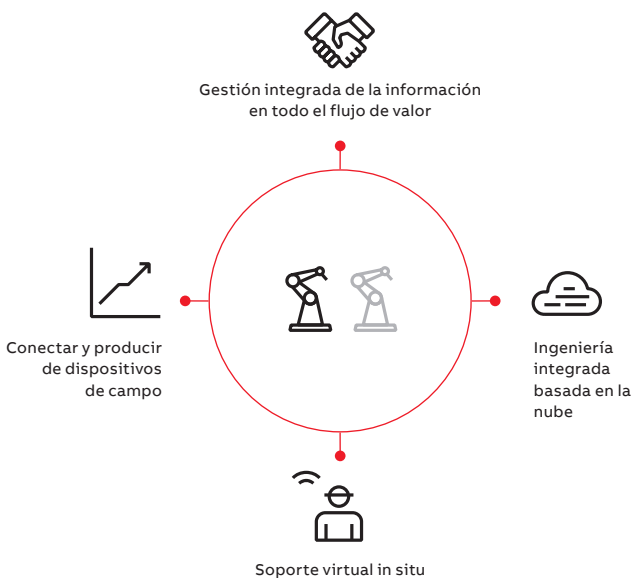 Gestión integrada de la información
en todo el flujo de valor
Conectar y producir
de dispositivos
de campo
Ingeniería
integrada
basada en la
nube
Soporte virtual in situ